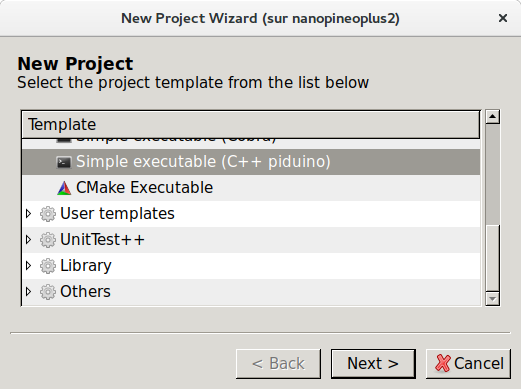 New Project Wizard (sur nanopineoplus2)
New Project
Select the project template from the list below
Template
Simple executable (C++ piduino)
CMake Executable
User templates
UnitTest++
Library
Others
< Back
Next >
Cancel